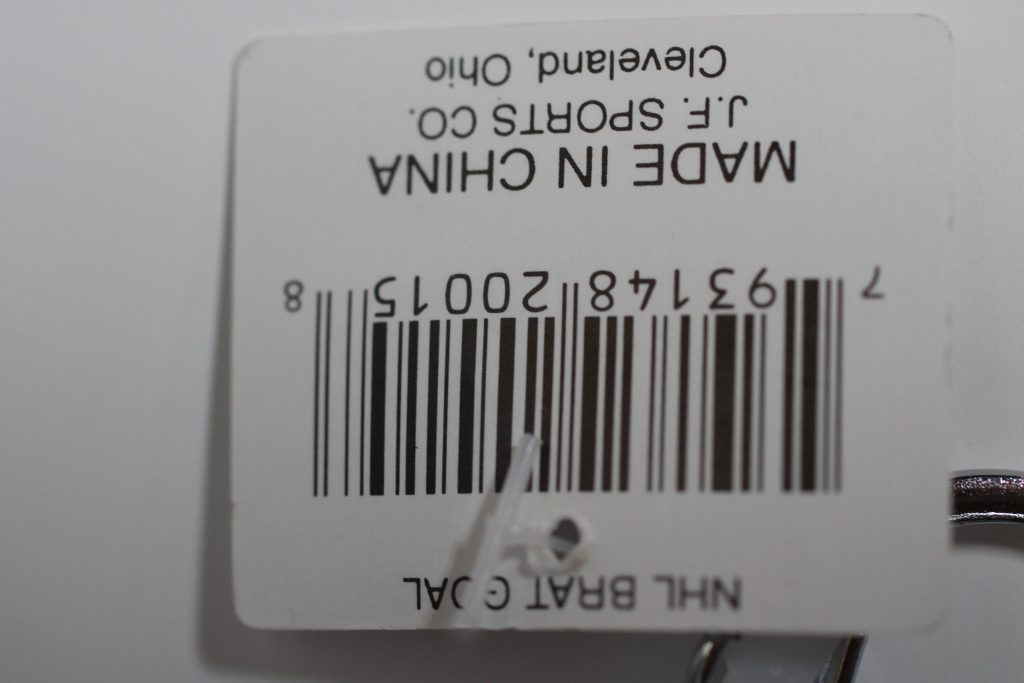 NHL BRAT GOAL
7 93148 20015 8
MADE IN CHINA
J.F. SPORTS CO.
Cleveland, Ohio